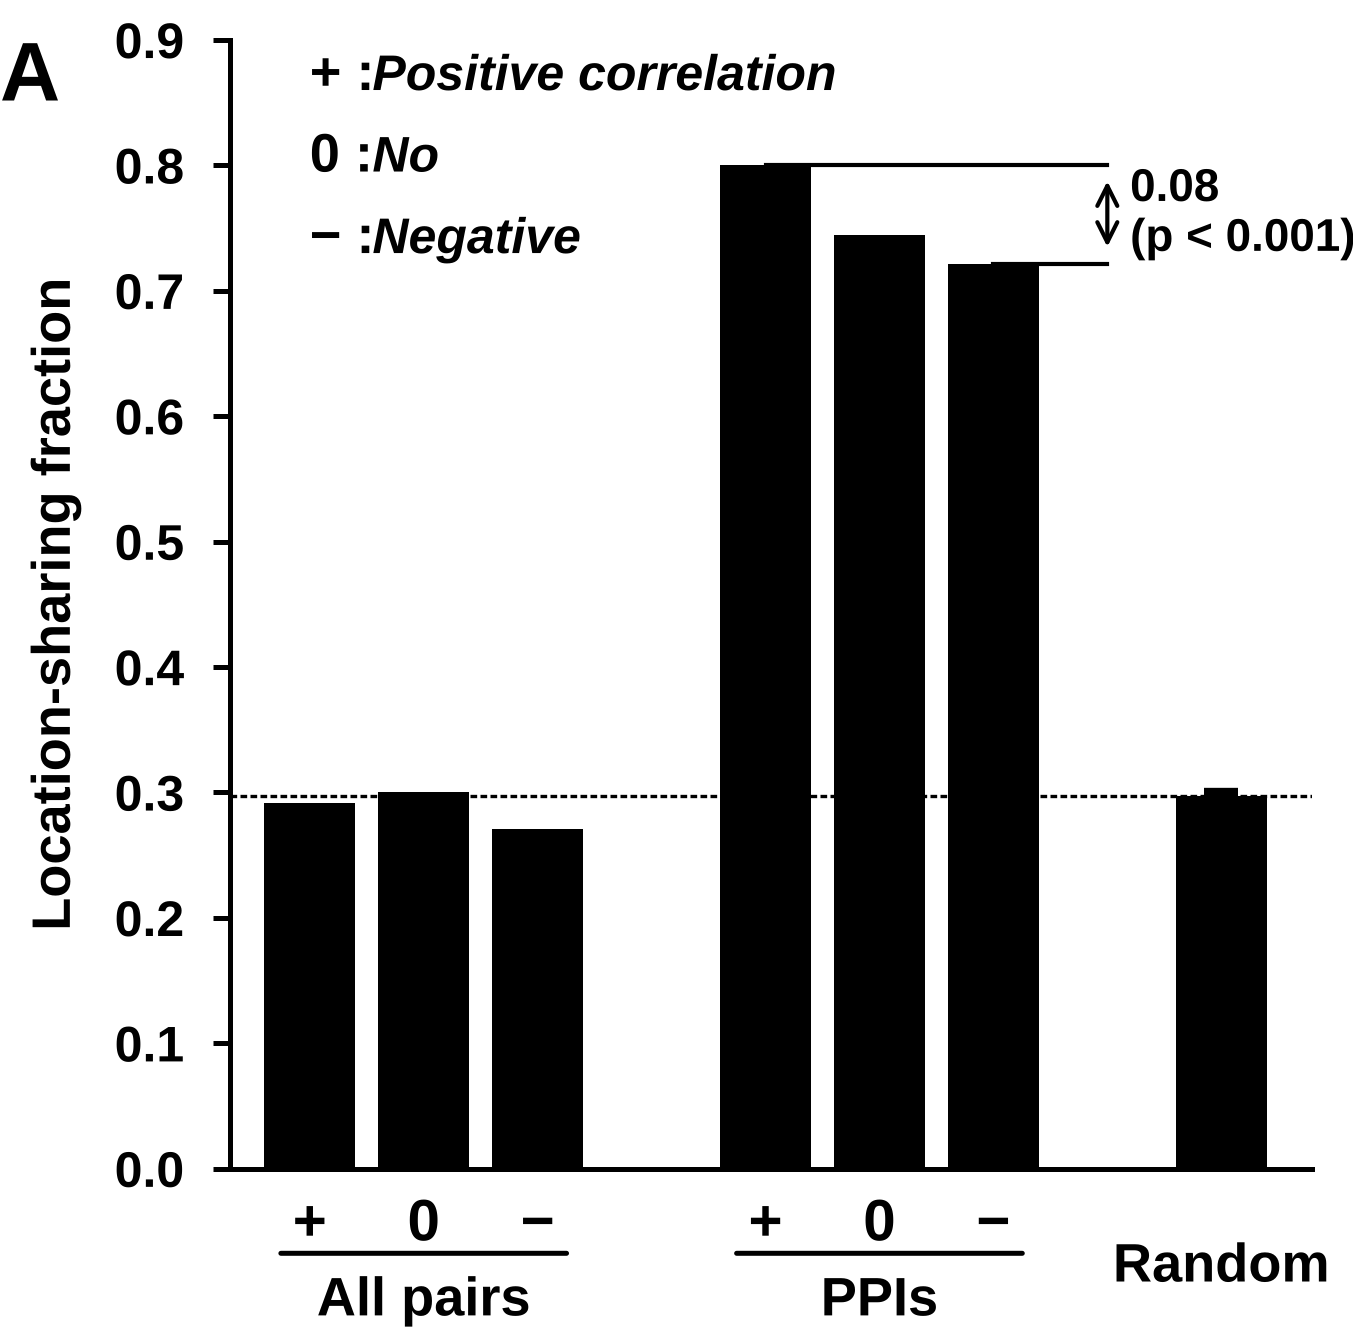 A
+ :Positive correlation
0 :No
− :Negative
0.9
0.8
0.7
0.6
0.5
0.4
0.3
0.2
0.1
0.0
Location-sharing fraction
0.08
(p < 0.001)
+ 0 − + 0 −
All pairs PPIs Random